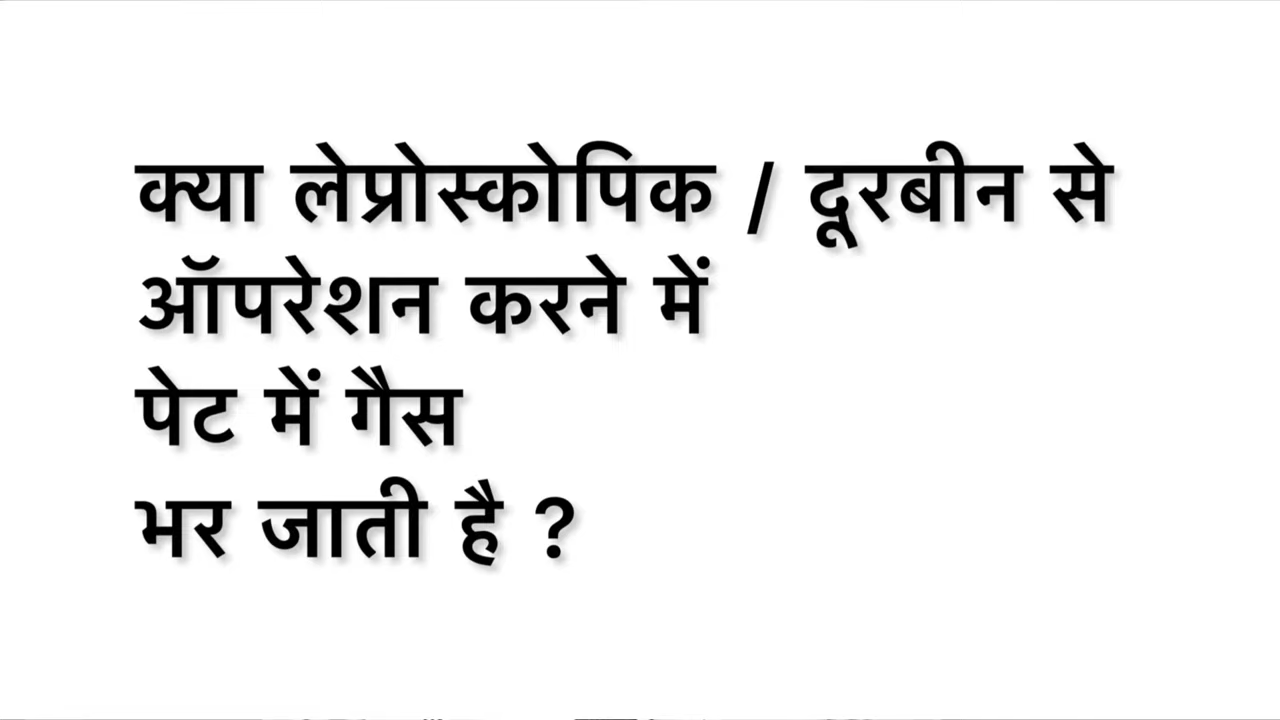 क्या लेप्रोस्कोपिक / दूरबीन से
ऑपरेशन करने में
पेट में गैस
भर जाती है ?